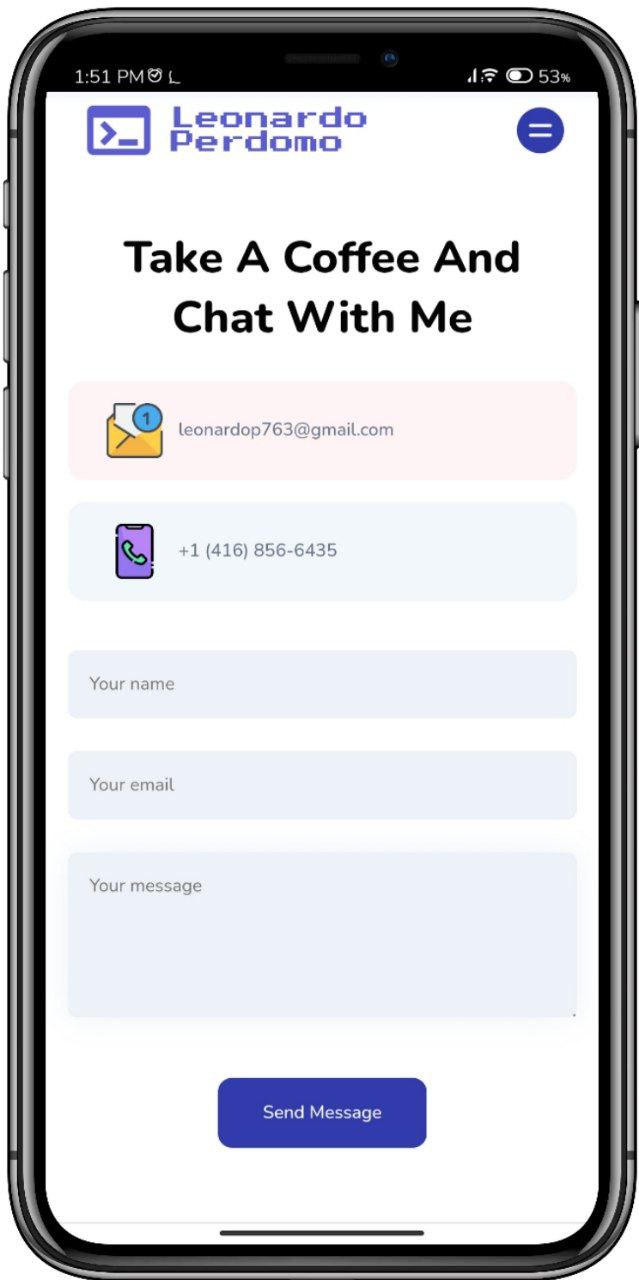 1:51 PM
53%
Leonardo
Perdomo
Take A Coffee And
Chat With Me
1
leonardop763@gmail.com
+1 (416) 856-6435
Your name
Your email
Your message
Send Message